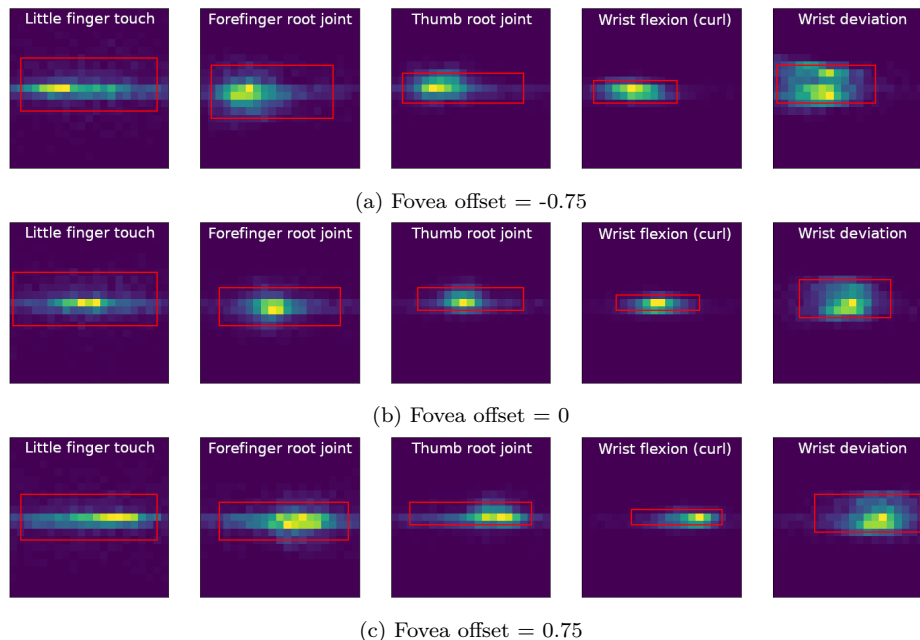 Little finger touch Forefinger root joint Thumb root joint Wrist flexion (curl) Wrist deviation
(a) Fovea offset = -0.75
Little finger touch Forefinger root joint Thumb root joint Wrist flexion (curl) Wrist deviation
(b) Fovea offset = 0
Little finger touch Forefinger root joint Thumb root joint Wrist flexion (curl) Wrist deviation
(c) Fovea offset = 0.75